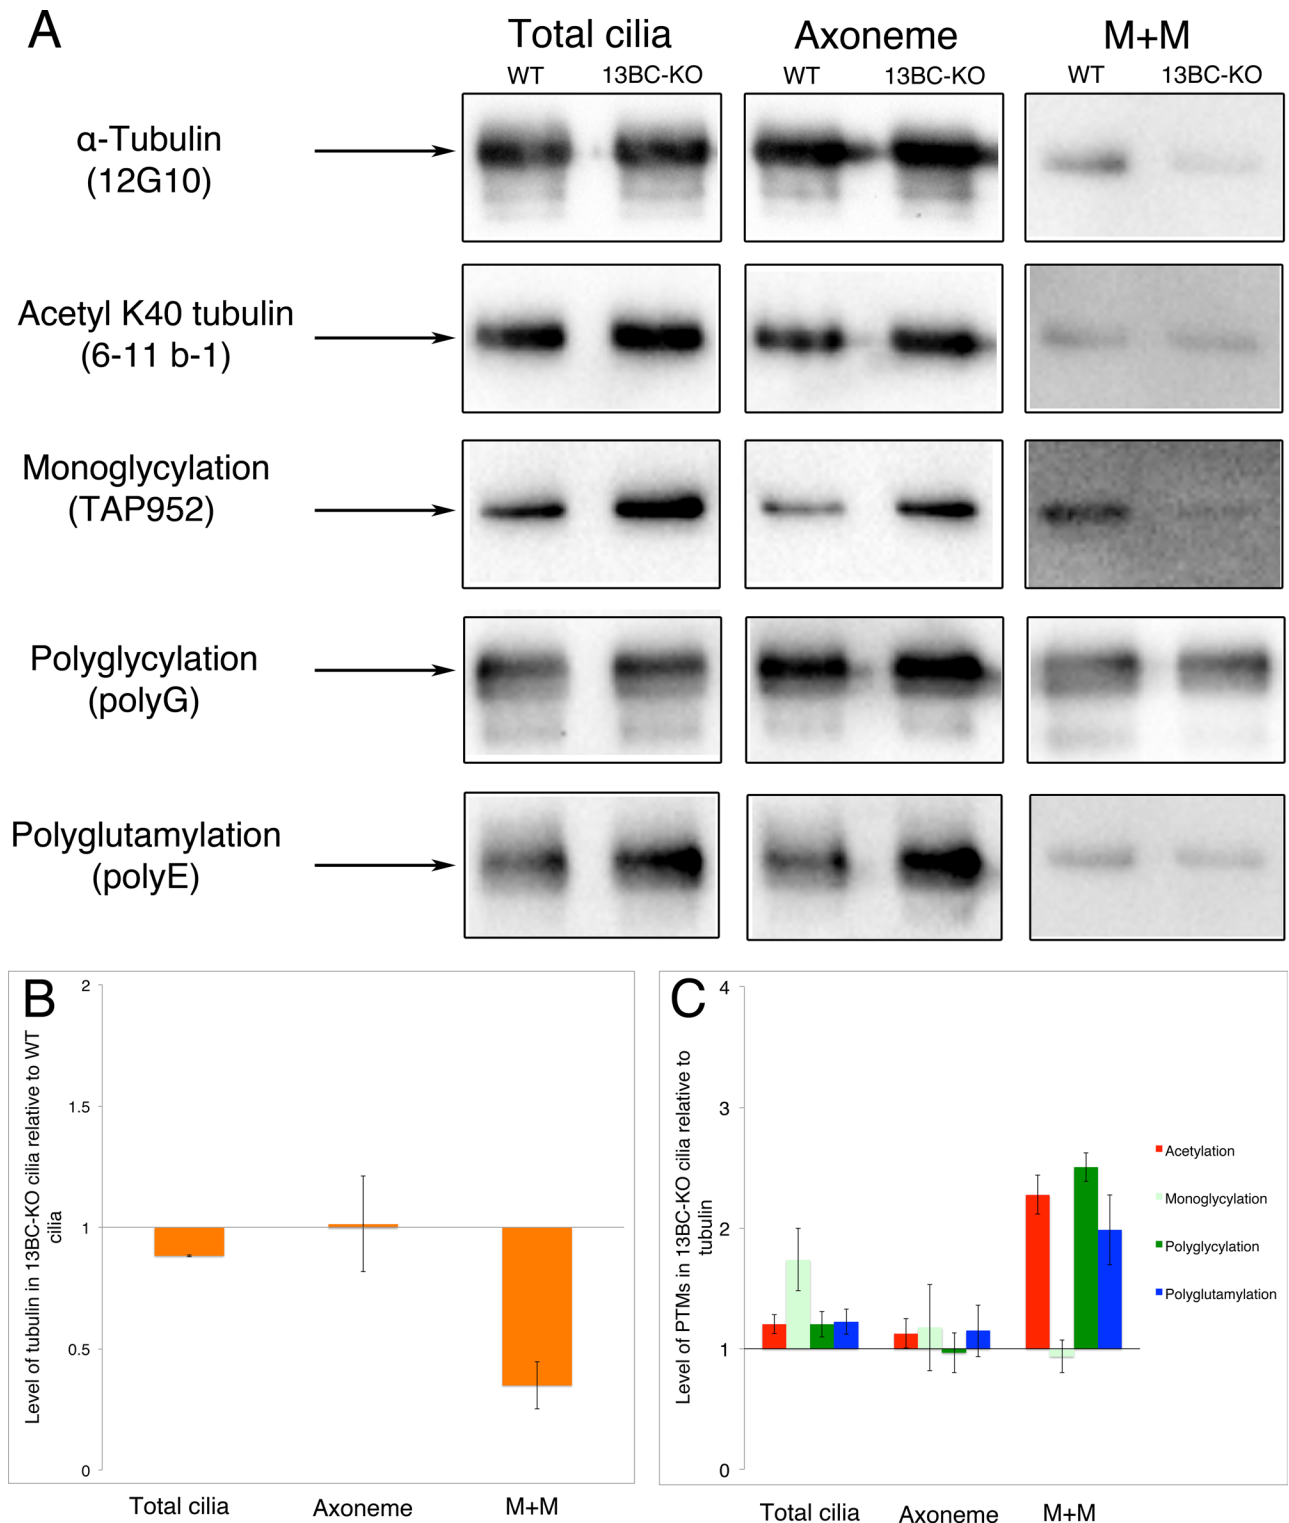 A
Total cilia
Axoneme
M+M
WT 13BC-KO
WT 13BC-KO
WT 13BC-KO
α-Tubulin
(12G10)
Acetyl K40 tubulin
(6-11 b-1)
Monoglycylation
(TAP952)
Polyglycylation
(polyG)
Polyglutamylation
(polyE)
B
Level of tubulin in 13BC-KO cilia relative to WT
cilia
2
1.5
1
0.5
0
Total cilia
Axoneme
M+M
C
Level of PTMs in 13BC-KO cilia relative to
tubulin
4
3
2
1
0
Acetylation
Monoglycylation
Polyglycylation
Polyglutamylation
Total cilia
Axoneme
M+M